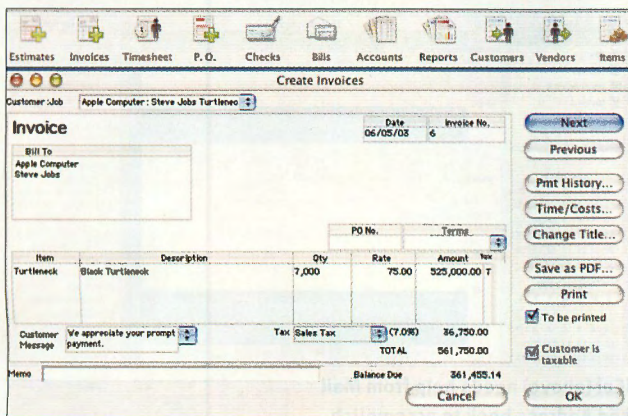 Estimates Invoices Timesheet P. O. Checks Bills Accounts Reports Customers Vendors Items
Create Invoices
Customer :Job Apple Computer : Steve Jobs Turtleneo
Invoice
Date Invoice No.
06/05/03 6
Bill To
Apple Computer
Steve Jobs
PO No. Terms
Item Description Qty Rate Amount Tax
Turtleneck Black Turtleneck 7,000 75.00 525,000.00 T
Customer Message We appreciate your prompt payment.
Tax Sales Tax (7.0%) 36,750.00
TOTAL 561,750.00
Memo Balance Due 361,455.14
Next
Previous
Pmt History...
Time/Costs...
Change Title...
Save as PDF...
Print
To be printed
Customer is
taxable
Cancel OK